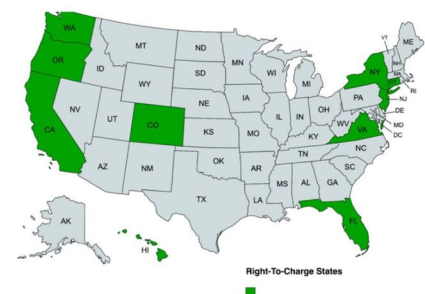 WA
OR
CA
NV
ID
MT
WY
UT
CO
AZ
NM
ND
SD
NE
KS
OK
TX
MN
IA
MO
AR
LA
WI
IL
MS
MI
IN
KY
TN
AL
OH
WV
VA
NC
SC
GA
FL
PA
NY
VT
NH
ME
MA
RI
NJ
DE
MD
DC
AK
HI
Right-To-Charge States